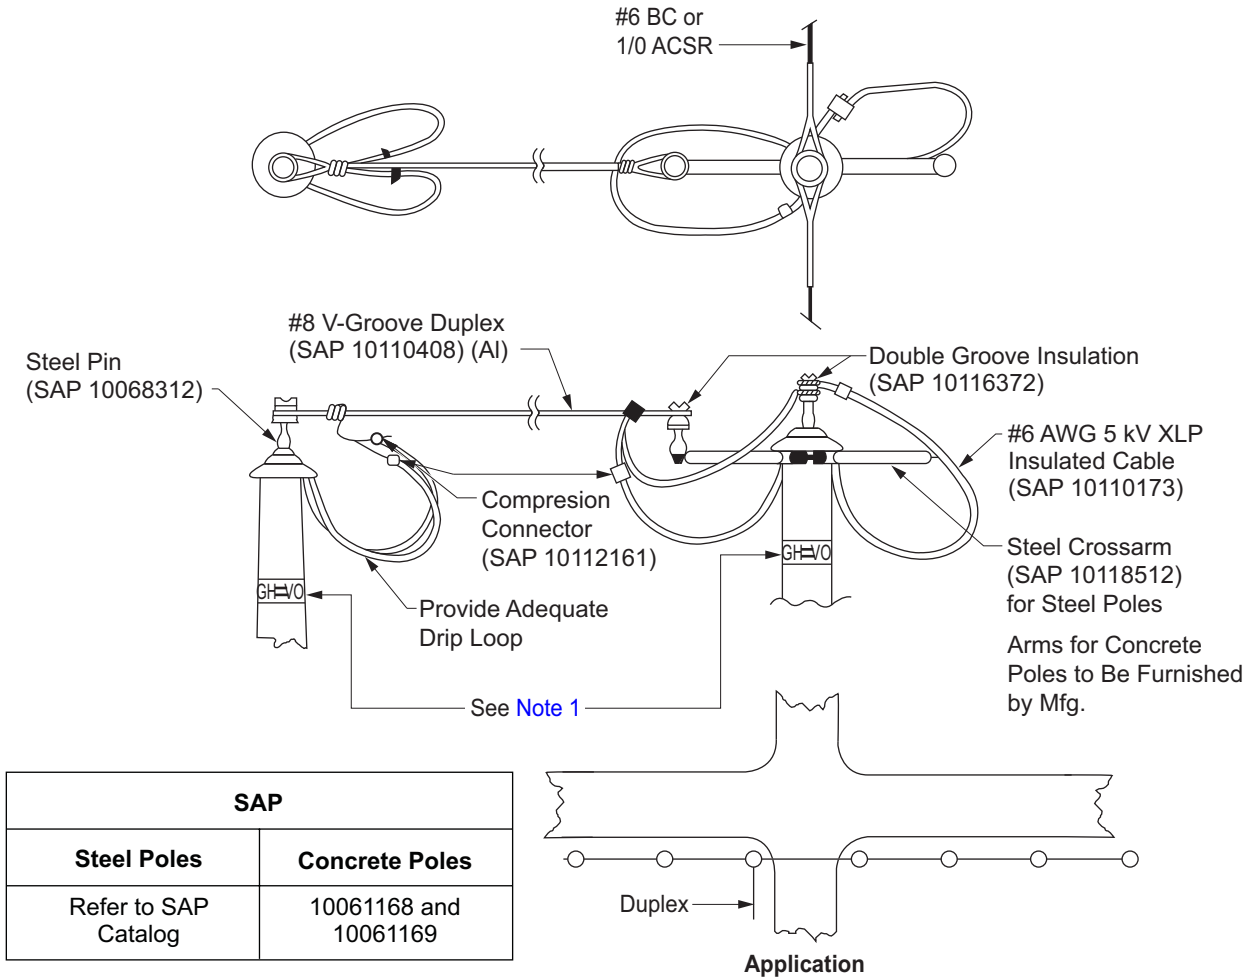 #6 BC or
1/0 ACSR
#8 V-Groove Duplex
(SAP 10110408) (Al)
Steel Pin
(SAP 10068312)
Double Groove Insulation
(SAP 10116372)
#6 AWG 5 kV XLP
Insulated Cable
(SAP 10110173)
Compresion
Connector
(SAP 10112161)
Steel Crossarm
(SAP 10118512)
for Steel Poles
GH VO
GH VO
Provide Adequate
Drip Loop
Arms for Concrete
Poles to Be Furnished
by Mfg.
See Note 1
SAP
Steel Poles
Concrete Poles
Refer to SAP
Catalog
10061168 and
10061169
Duplex
Application